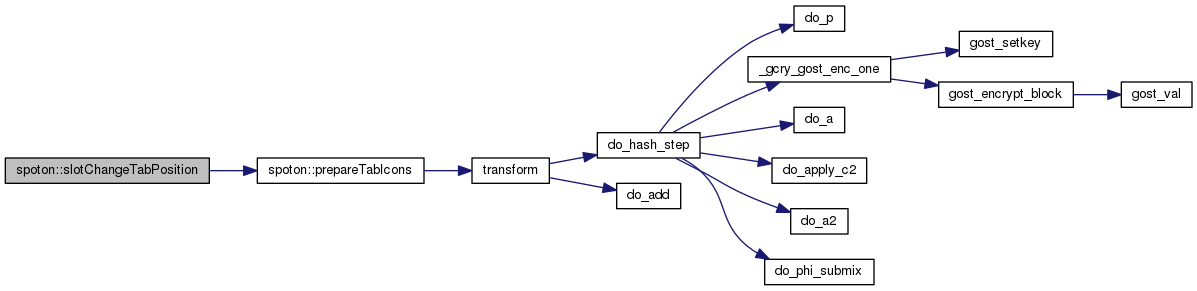 spoton::slotChangeTabPosition
spoton::prepareTabIcons
transform
do_hash_step
do_add
do_p
_gcry_gost_enc_one
do_a
do_apply_c2
do_a2
do_phi_submix
gost_setkey
gost_encrypt_block
gost_val